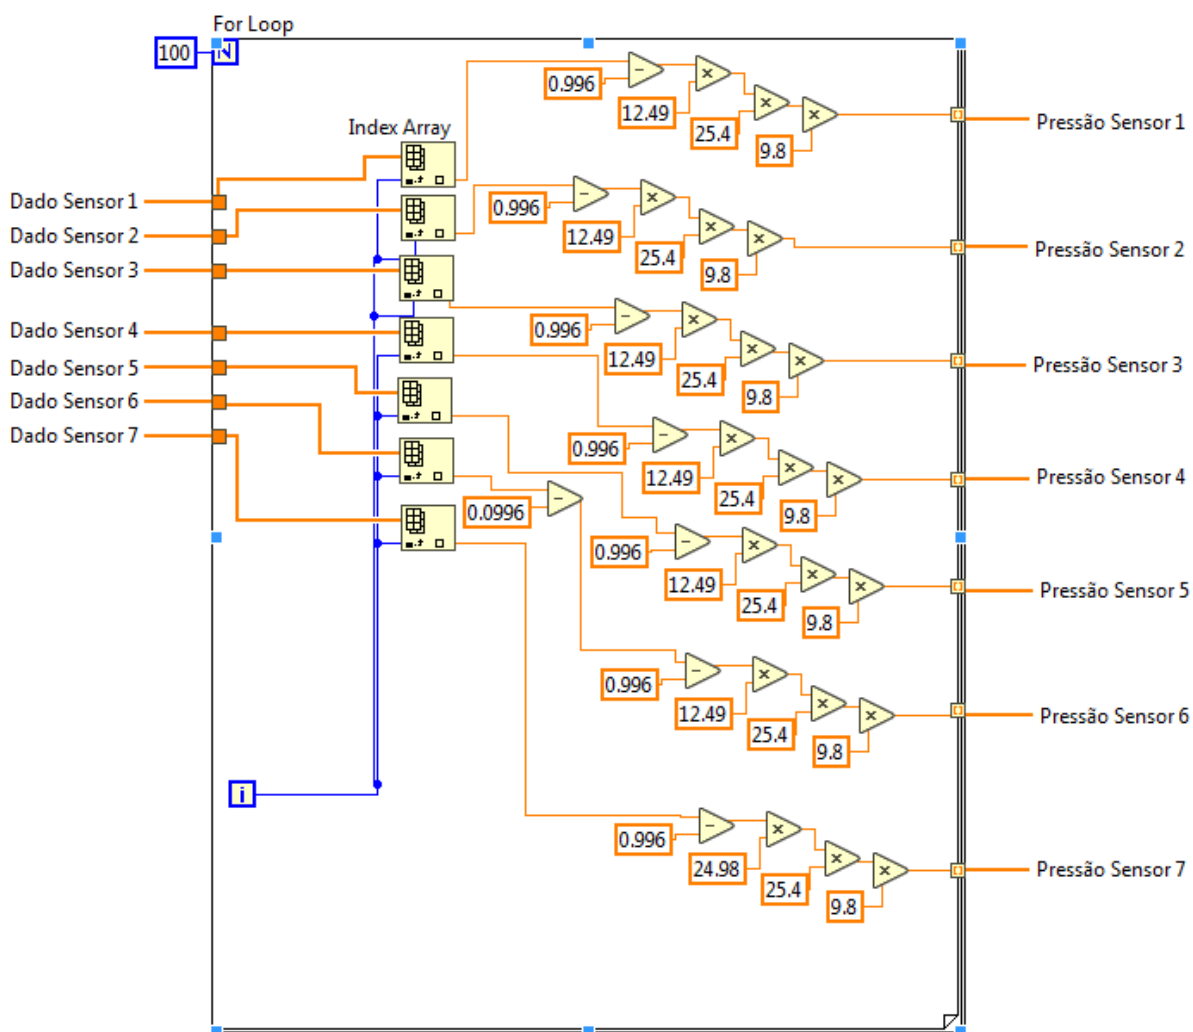 For Loop
100
N
0.996
12.49
25.4
9.8
Pressão Sensor 1
Index Array
Dado Sensor 1
Dado Sensor 2
Dado Sensor 3
Dado Sensor 4
Dado Sensor 5
Dado Sensor 6
Dado Sensor 7
0.996
12.49
25.4
9.8
Pressão Sensor 2
0.996
12.49
25.4
9.8
Pressão Sensor 3
0.996
12.49
25.4
9.8
Pressão Sensor 4
0.0996
0.996
12.49
25.4
9.8
Pressão Sensor 5
0.996
12.49
25.4
9.8
Pressão Sensor 6
i
0.996
24.98
25.4
9.8
Pressão Sensor 7